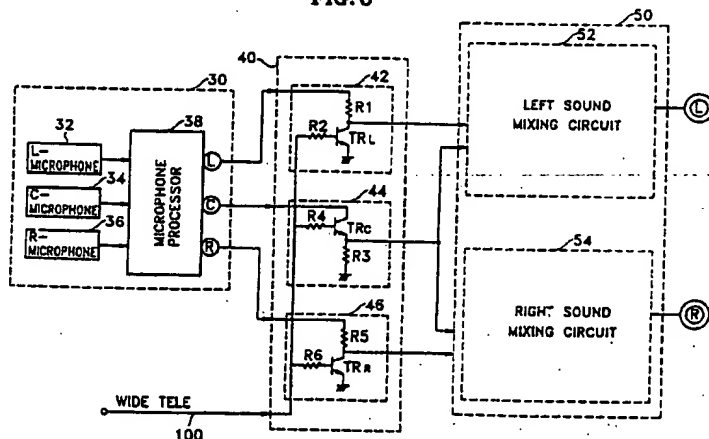 FIG. 6
50
52
40
42
30
LEFT SOUND
MIXING CIRCUIT
L
R1
R2
TRL
32
38
L-
MICROPHONE
34
C-
MICROPHONE
36
R-
MICROPHONE
MICROPHONE
PROCESSOR
L
C
R
44
R4
TRC
R3
54
RIGHT SOUND
MIXING CIRCUIT
R
46
R5
R6
TRR
WIDE TELE
100